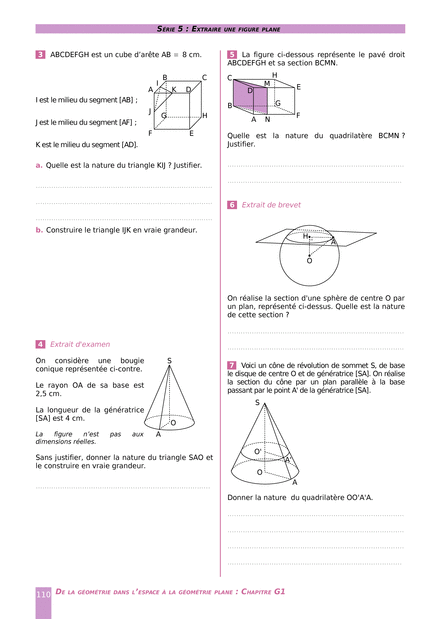 SÉRIE 5 : EXTRAIRE UNE FIGURE PLANE
3 ABCDEFGH est un cube d'arête AB = 8 cm.
I est le milieu du segment [AB] ;
J est le milieu du segment [AF] ;
K est le milieu du segment [AD].
B
C
I
A
K
D
J
G
H
F
E
a. Quelle est la nature du triangle KIJ ? Justifier.
b. Construire le triangle IJK en vraie grandeur.
4 Extrait d'examen
On considère une bougie
conique représentée ci-contre.
Le rayon OA de sa base est
2,5 cm.
La longueur de la génératrice
[SA] est 4 cm.
La figure n'est pas aux
dimensions réelles.
S
O
A
Sans justifier, donner la nature du triangle SAO et
le construire en vraie grandeur.
5 La figure ci-dessous représente le pavé droit
ABCDEFGH et sa section BCMN.
C
H
M
D
E
B
G
A
N
F
Quelle est la nature du quadrilatère BCMN ?
Justifier.
6 Extrait de brevet
H
A
O
On réalise la section d'une sphère de centre O par
un plan, représenté ci-dessus. Quelle est la nature
de cette section ?
7 Voici un cône de révolution de sommet S, de base
le disque de centre O et de génératrice [SA]. On réalise
la section du cône par un plan parallèle à la base
passant par le point A' de la génératrice [SA].
S
O'
A'
O
A
Donner la nature du quadrilatère OO'A'A.
110 DE LA GÉOMÉTRIE DANS L'ESPACE À LA GÉOMÉTRIE PLANE : CHAPITRE G1